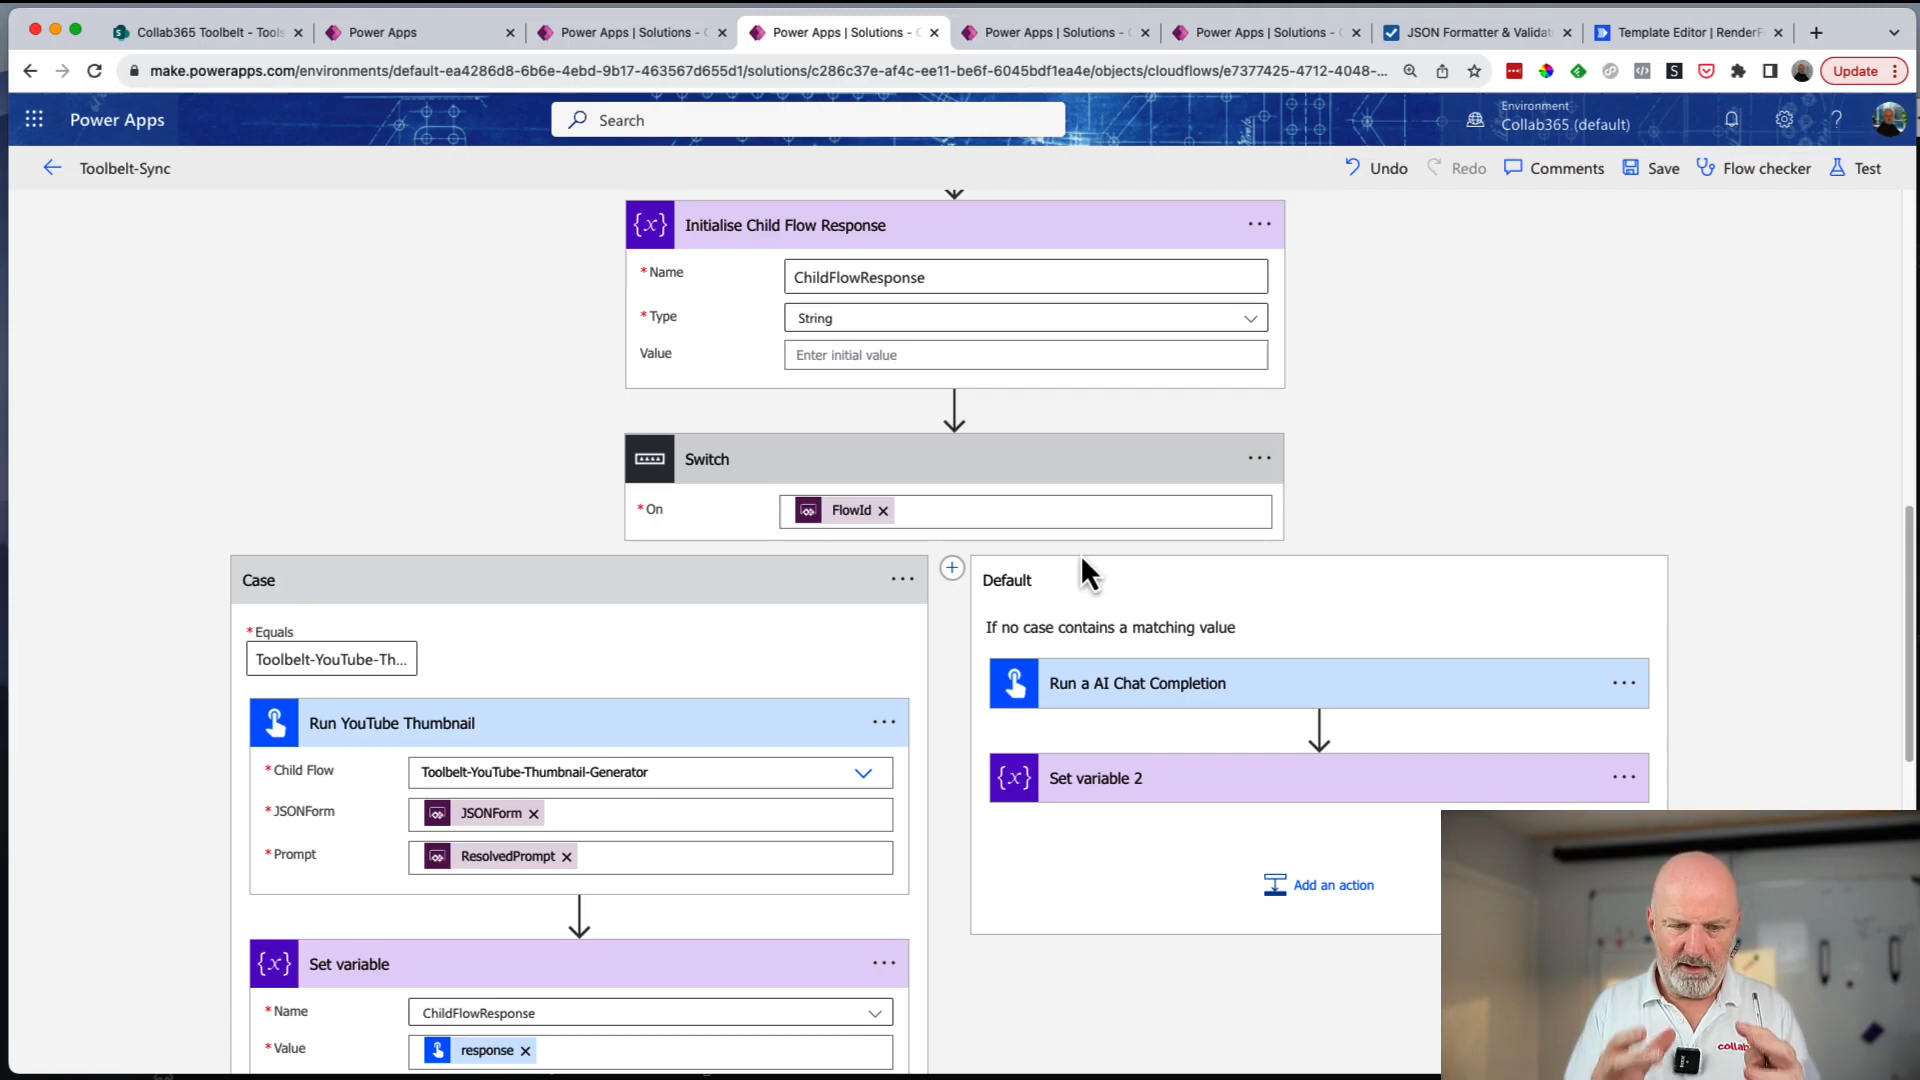 Collab365 Toolbelt - Tools
Power Apps
Power Apps | Solutions -
Power Apps | Solutions -
Power Apps | Solutions -
Power Apps | Solutions -
JSON Formatter & Validat
Template Editor | RenderF
make.powerapps.com/environments/default-ea4286d8-6b6e-4ebd-9b17-463567d655d1/solutions/c286c37e-af4c-ee11-be6f-6045bdf1ea4e/objects/cloudflows/e7377425-4712-4048-...
Update
Power Apps
Search
Environment
Collab365 (default)
Toolbelt-Sync
Undo
Redo
Comments
Save
Flow checker
Test
{x} Initialise Child Flow Response
* Name
ChildFlowResponse
* Type
String
Value
Enter initial value
Switch
* On
FlowId
Case
Default
* Equals
Toolbelt-YouTube-Th...
If no case contains a matching value
Run a AI Chat Completion
Run YouTube Thumbnail
* Child Flow
Toolbelt-YouTube-Thumbnail-Generator
{x} Set variable 2
* JSONForm
JSONForm
* Prompt
ResolvedPrompt
Add an action
{x} Set variable
* Name
ChildFlowResponse
* Value
response
collab